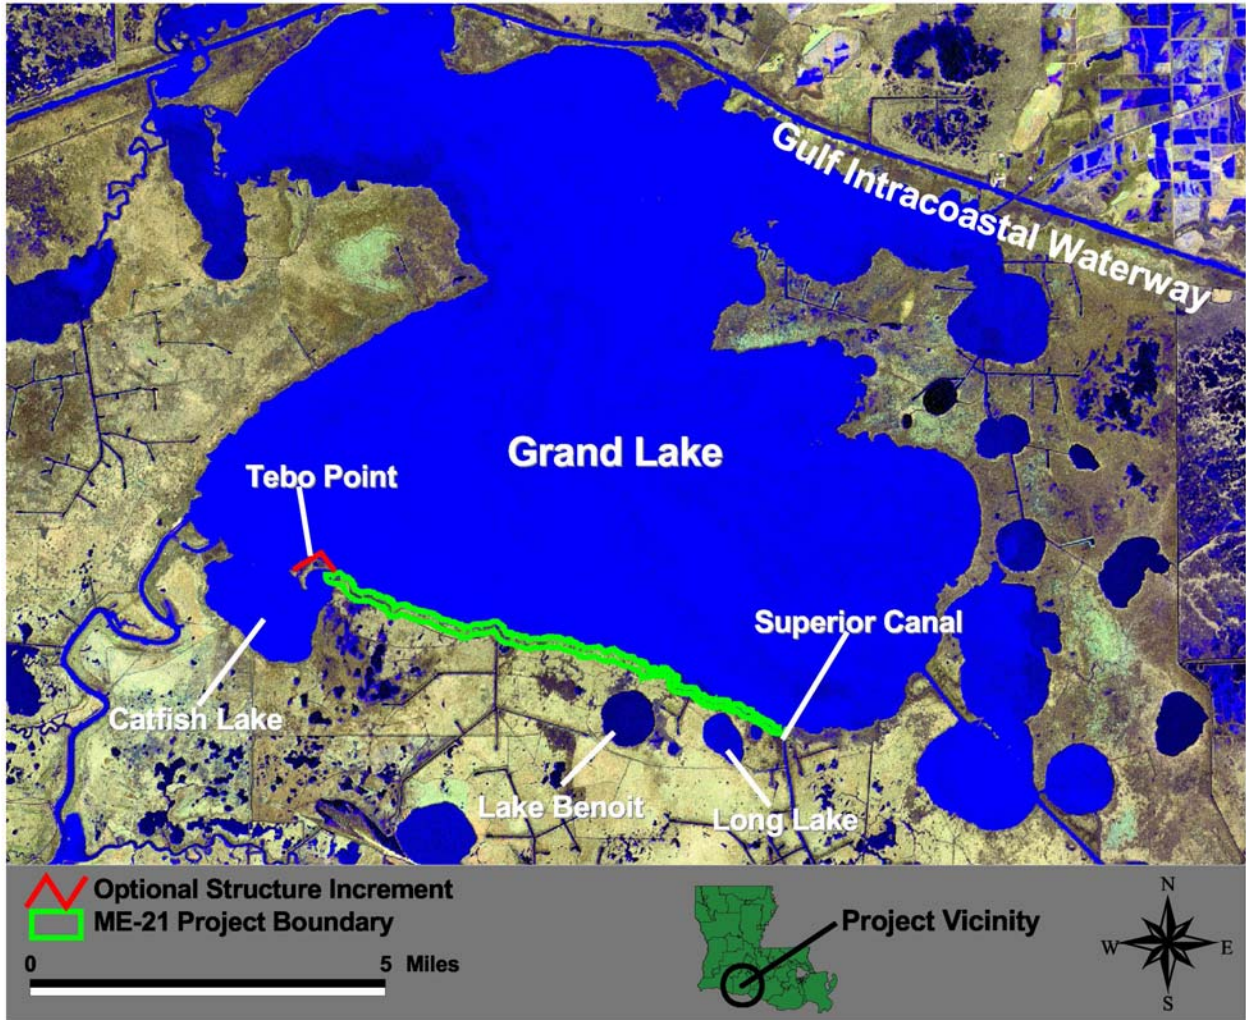 Gulf Intracoastal Waterway
Grand Lake
Tebo Point
Superior Canal
Catfish Lake
Lake Benoit
Long Lake
Optional Structure Increment
ME-21 Project Boundary
0 5 Miles
Project Vicinity
N
W E
S